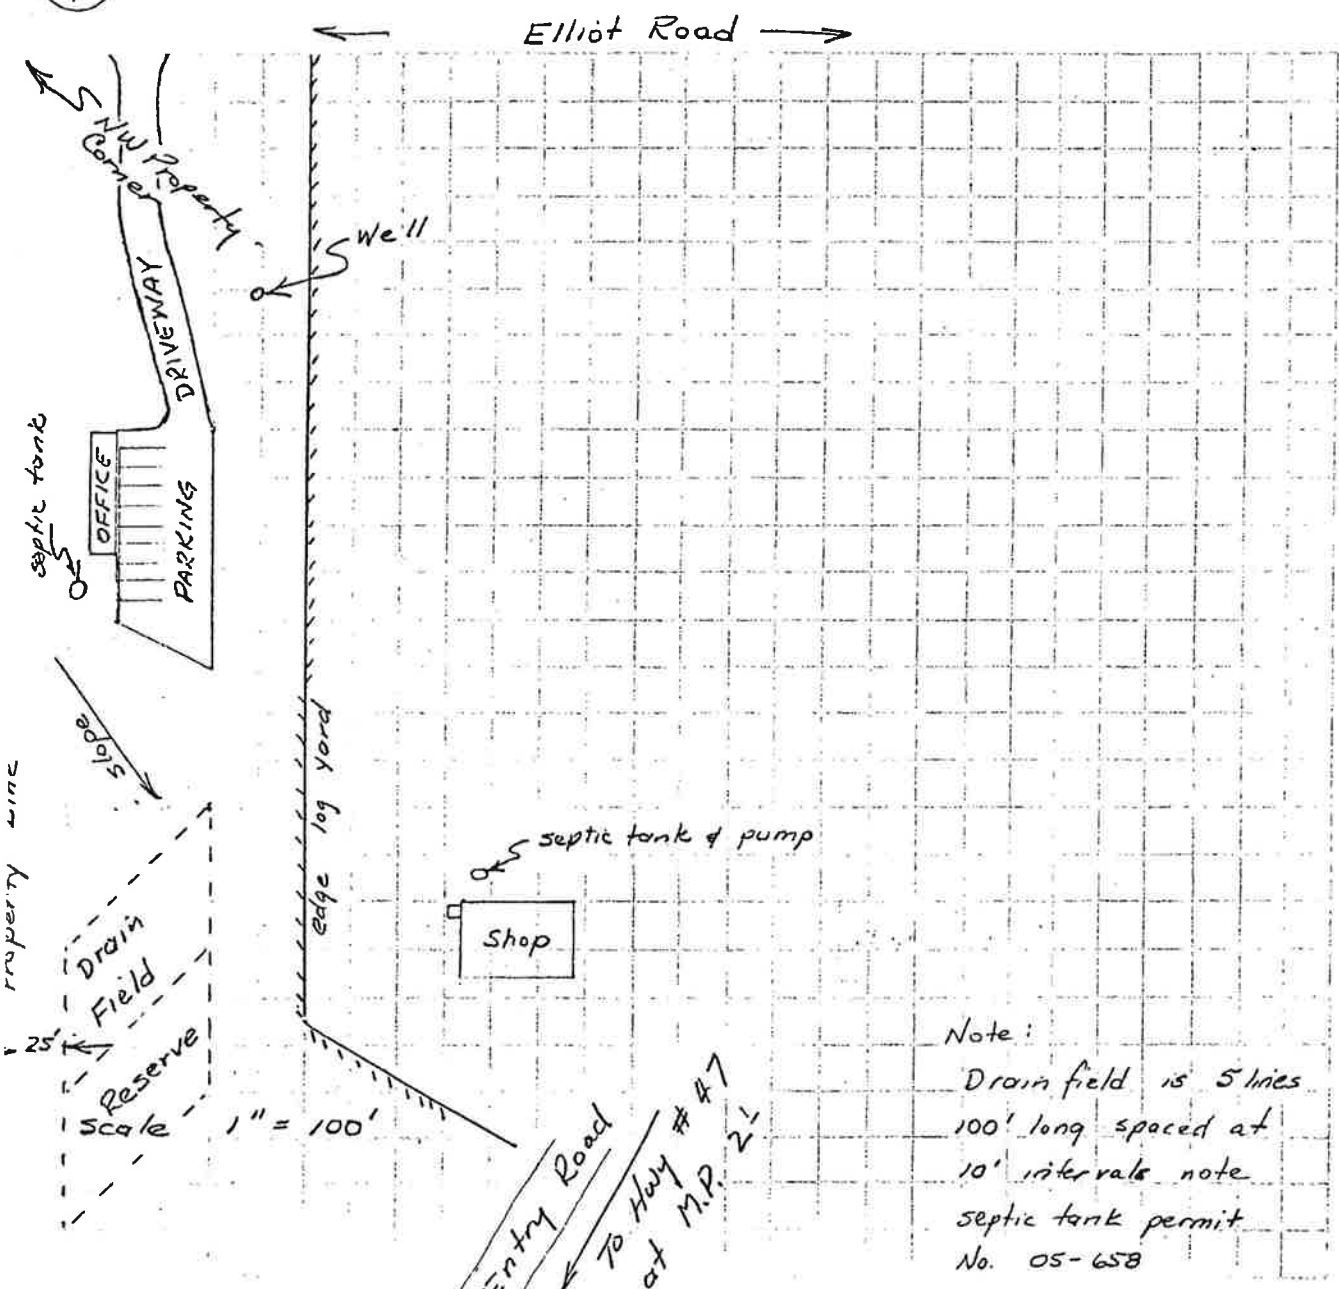 Elliot Road
NW Property
Corner
Well
DRIVEWAY
septic tank
OFFICE
PARKING
slope
Property Line
edge log yard
septic tank & pump
Shop
Drain
Field
25'
Reserve
scale 1" = 100'
Entry Road
To Hwy #47
at M.P. 21
Note:
Drain field is 5 lines
100' long spaced at
10' intervals note
septic tank permit
No. 05-658